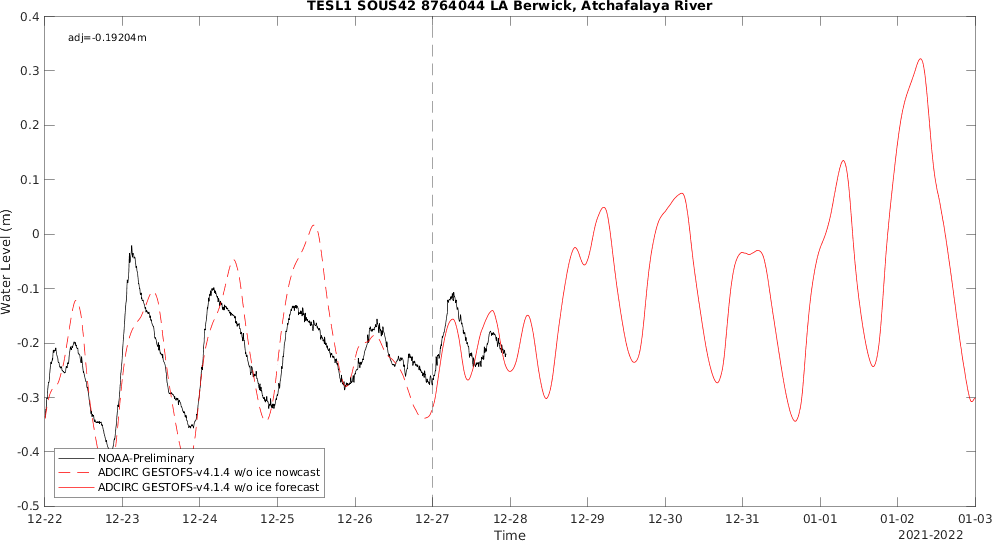 TESL1 SOUS42 8764044 LA Berwick, Atchafalaya River
adj=-0.19204m
0.4
0.3
0.2
0.1
0
-0.1
-0.2
-0.3
-0.4
-0.5
Water Level (m)
NOAA-Preliminary
ADCIRC GESTOFS-v4.1.4 w/o ice nowcast
ADCIRC GESTOFS-v4.1.4 w/o ice forecast
12-22 12-23 12-24 12-25 12-26 12-27 12-28 12-29 12-30 12-31 01-01 01-02 01-03
Time
2021-2022